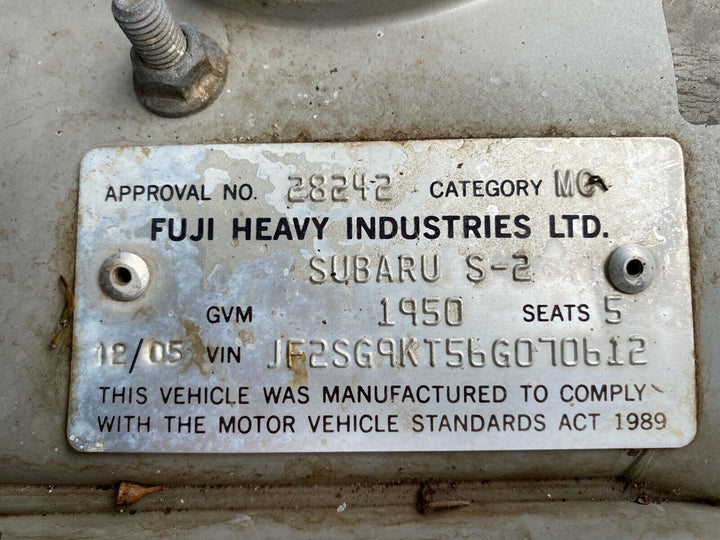 APPROVAL NO. 28242 CATEGORY MC
FUJI HEAVY INDUSTRIES LTD.
SUBARU S-2
GVM 1950 SEATS 5
12/05 VIN JF2SG9KT56G070612
THIS VEHICLE WAS MANUFACTURED TO COMPLY
WITH THE MOTOR VEHICLE STANDARDS ACT 1989